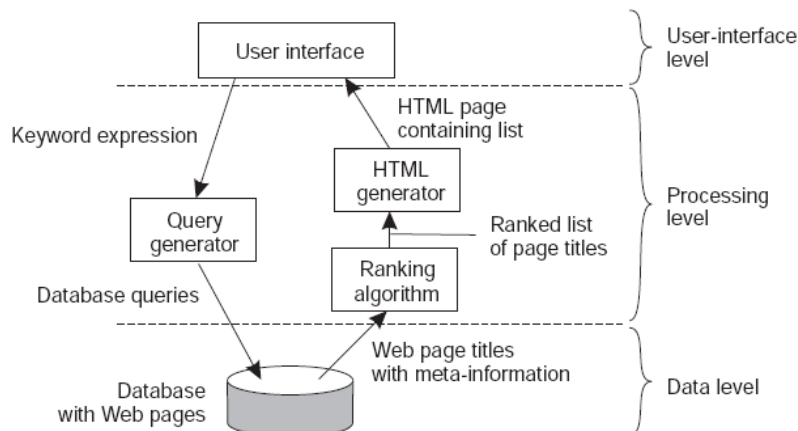 User interface
User-interface
level
Keyword expression
HTML page
containing list
HTML
generator
Query
generator
Ranked list
of page titles
Processing
level
Database queries
Ranking
algorithm
Web page titles
with meta-information
Database
with Web pages
Data level